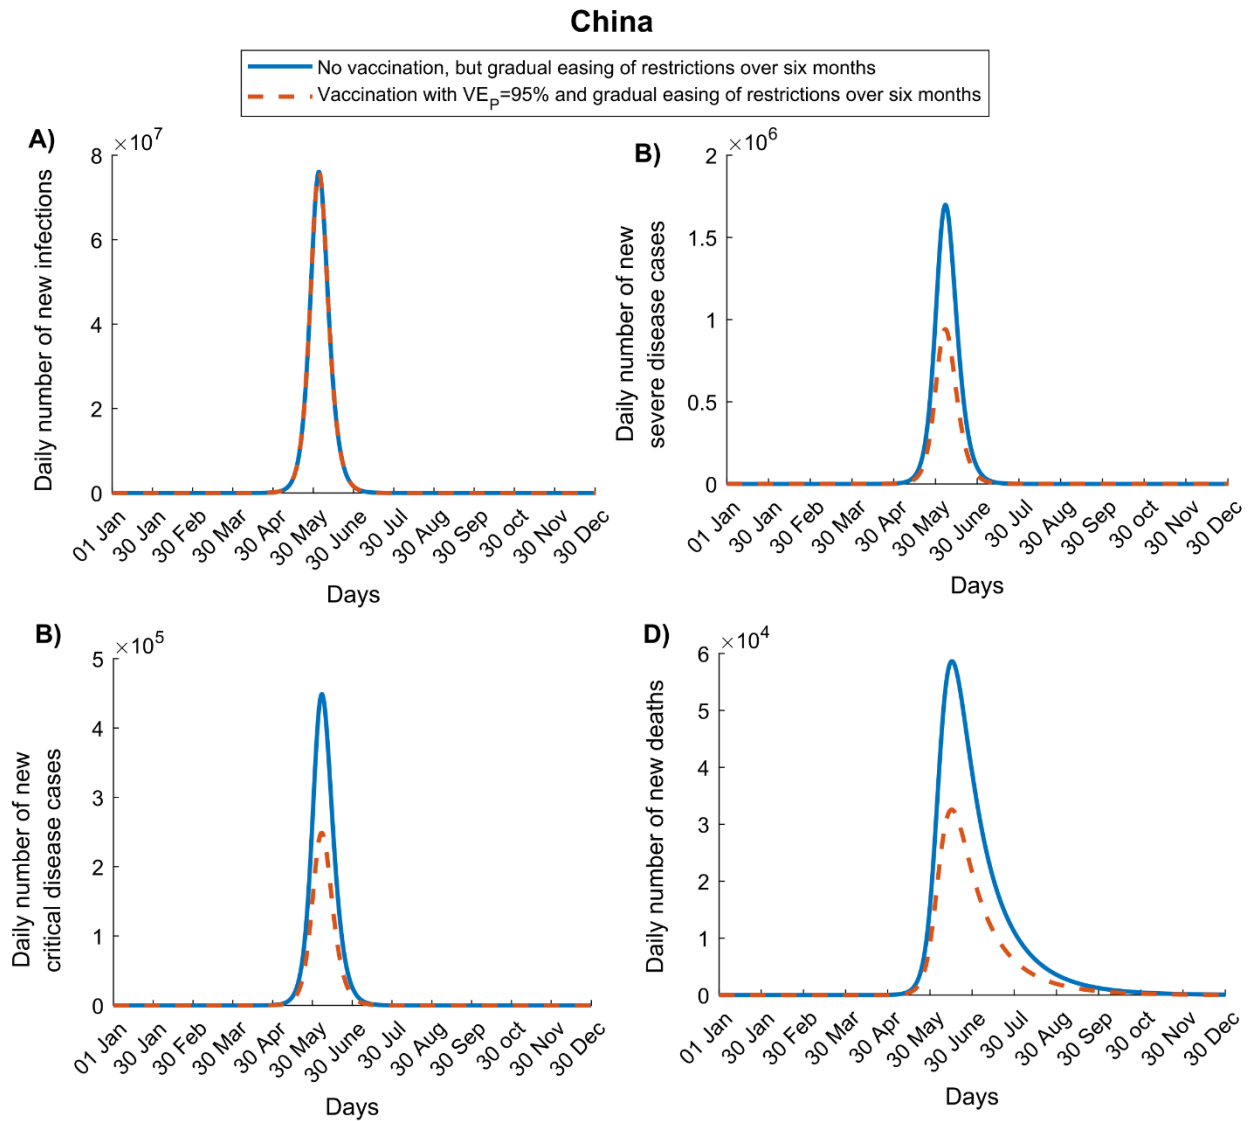 China
No vaccination, but gradual easing of restrictions over six months
Vaccination with VE_P=95% and gradual easing of restrictions over six months
A)
×10^7
8
6
4
2
0
Daily number of new infections
01 Jan
30 Jan
30 Feb
30 Mar
30 Apr
30 May
30 June
30 Jul
30 Aug
30 Sep
30 oct
30 Nov
30 Dec
Days
B)
×10^6
2
1.5
1
0.5
0
Daily number of new
severe disease cases
01 Jan
30 Jan
30 Feb
30 Mar
30 Apr
30 May
30 June
30 Jul
30 Aug
30 Sep
30 oct
30 Nov
30 Dec
Days
B)
×10^5
5
4
3
2
1
0
Daily number of new
critical disease cases
01 Jan
30 Jan
30 Feb
30 Mar
30 Apr
30 May
30 June
30 Jul
30 Aug
30 Sep
30 oct
30 Nov
30 Dec
Days
D)
×10^4
6
5
4
3
2
1
0
Daily number of new deaths
01 Jan
30 Jan
30 Feb
30 Mar
30 Apr
30 May
30 June
30 Jul
30 Aug
30 Sep
30 oct
30 Nov
30 Dec
Days